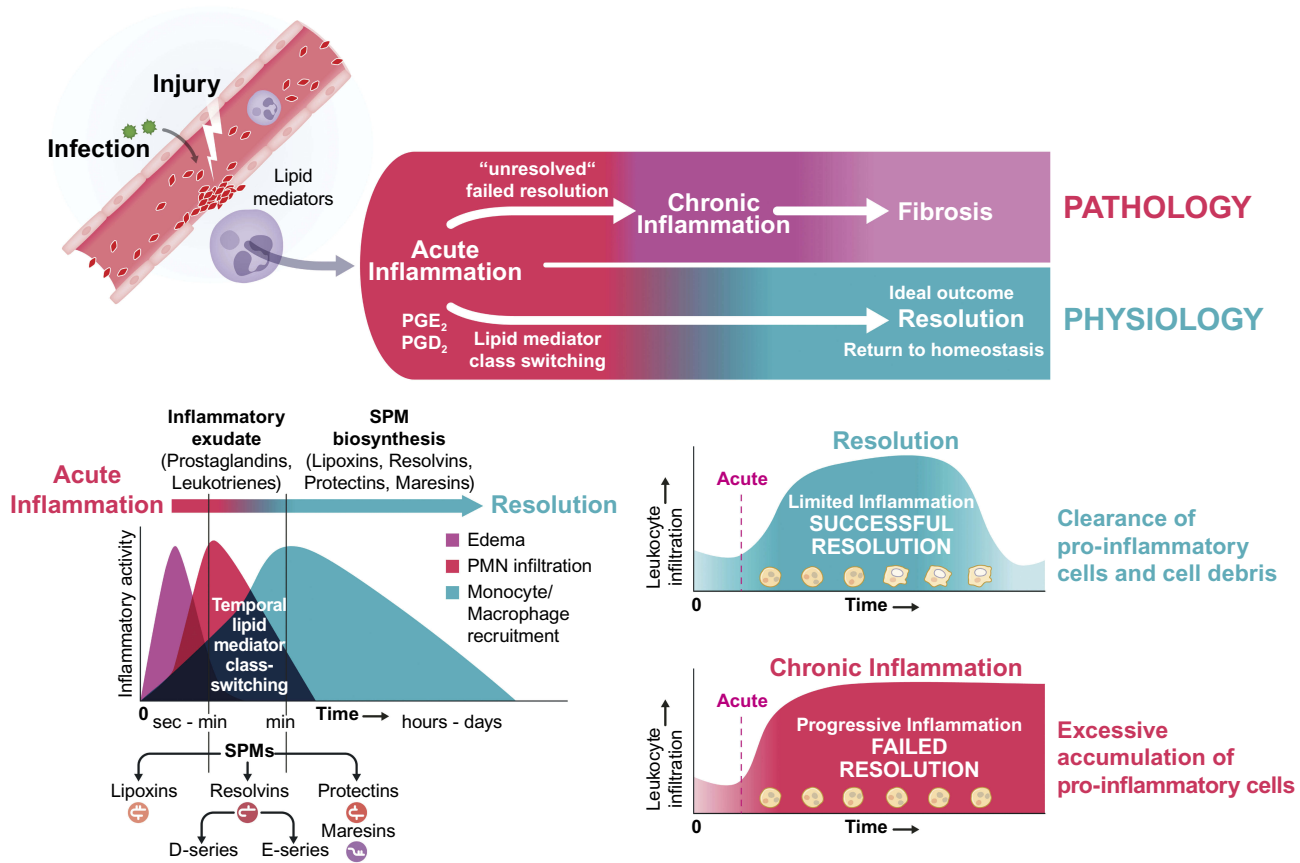 Injury
Infection
Lipid
mediators
“unresolved“
failed resolution
Chronic
Inflammation
Fibrosis
PATHOLOGY
Acute
Inflammation
PGE₂
PGD₂
Lipid mediator
class switching
Ideal outcome
Resolution
Return to homeostasis
PHYSIOLOGY
Inflammatory
exudate
(Prostaglandins,
Leukotrienes)
SPM
biosynthesis
(Lipoxins, Resolvins,
Protectins, Maresins)
Acute
Inflammation
Resolution
Edema
PMN infiltration
Monocyte/
Macrophage
recruitment
Inflammatory activity
Temporal
lipid
mediator
class-
switching
0
sec - min
min
Time
hours - days
SPMs
Lipoxins
Resolvins
Protectins
Maresins
D-series
E-series
Resolution
Acute
Leukocyte
infiltration
Limited Inflammation
SUCCESSFUL
RESOLUTION
0
Time
Clearance of
pro-inflammatory
cells and cell debris
Chronic Inflammation
Acute
Leukocyte
infiltration
Progressive Inflammation
FAILED
RESOLUTION
0
Time
Excessive
accumulation of
pro-inflammatory cells